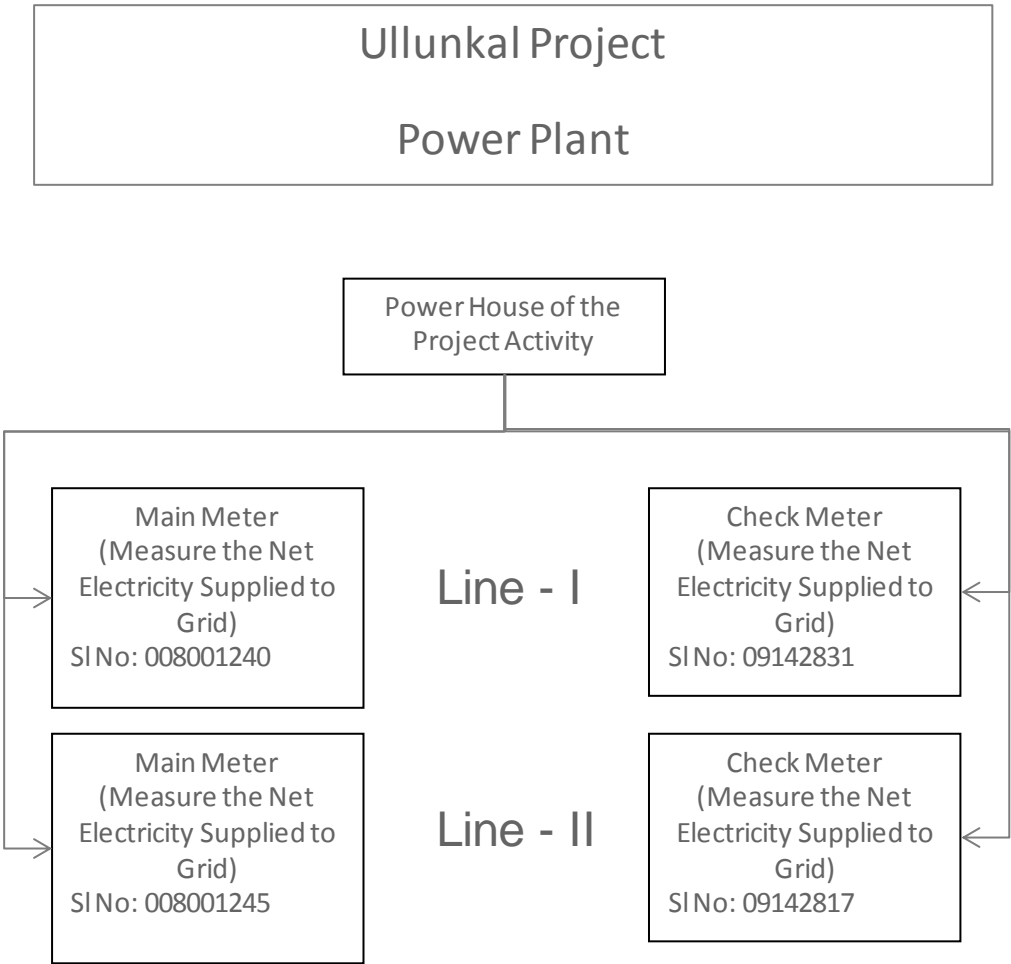 Ullunkal Project
Power Plant
Power House of the
Project Activity
Main Meter
(Measure the Net
Electricity Supplied to
Grid)
Sl No: 008001240
Line - I
Check Meter
(Measure the Net
Electricity Supplied to
Grid)
Sl No: 09142831
Main Meter
(Measure the Net
Electricity Supplied to
Grid)
Sl No: 008001245
Line - II
Check Meter
(Measure the Net
Electricity Supplied to
Grid)
Sl No: 09142817